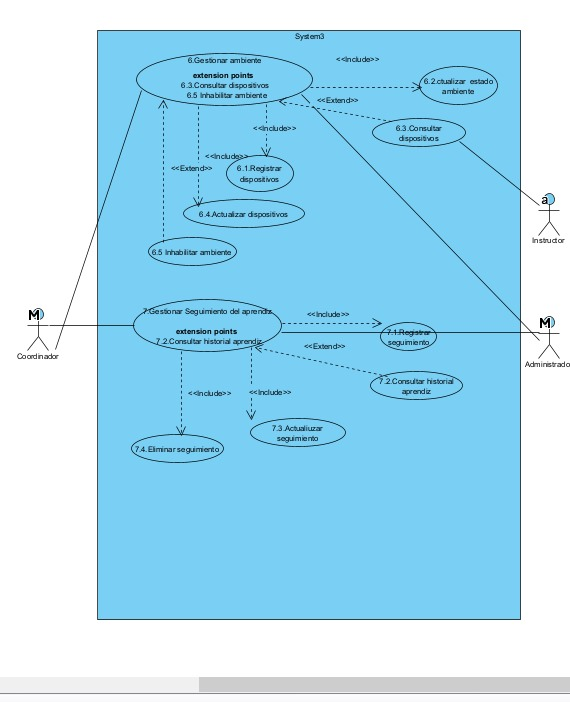 System3
6.Gestionar ambiente
extension points
6.3.Consultar dispositivos
6.5 Inhabilitar ambiente
<<Include>>
6.2.ctualizar estado
ambiente
<<Extend>>
6.3.Consultar
dispositivos
<<Include>>
<<Include>>
<<Extend>>
6.1.Registrar
dispositivos
6.4.Actualizar dispositivos
6.5 Inhabilitar ambiente
a
Instructor
M
Coordinador
7.Gestionar Seguimiento del aprendiz
extension points
7.2.Consultar historial aprendiz
<<Include>>
7.1.Registrar
seguimiento
<<Extend>>
M
Administrado
7.2.Consultar historial
aprendiz
<<Include>>
<<Include>>
7.3.Actualiuzar
seguimiento
7.4.Eliminar seguimiento